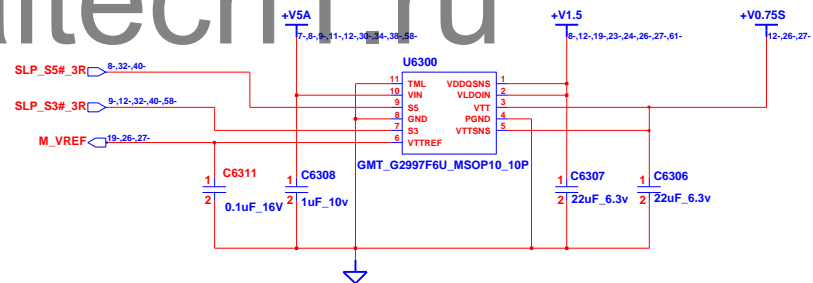 altech1.ru
+V5A
+V1.5
+V0.75S
7-,8-,9-,11-,12-,30-,34-,38-,58-
8-,12-,19-,23-,24-,26-,27-,61-
12-,26-,27-
U6300
SLP_S5#_3R
8-,32-,40-
SLP_S3#_3R
9-,12-,32-,40-,58-
M_VREF
19-,26-,27-
11 TML VDDQSNS 1
10 VIN VLDOIN 2
9 S5 VTT 3
8 GND PGND 4
7 S3 VTTSNS 5
6 VTTREF
GMT_G2997F6U_MSOP10_10P
C6311
1
2
0.1uF_16V
C6308
1
2
1uF_10v
C6307
1
2
22uF_6.3v
C6306
1
2
22uF_6.3v